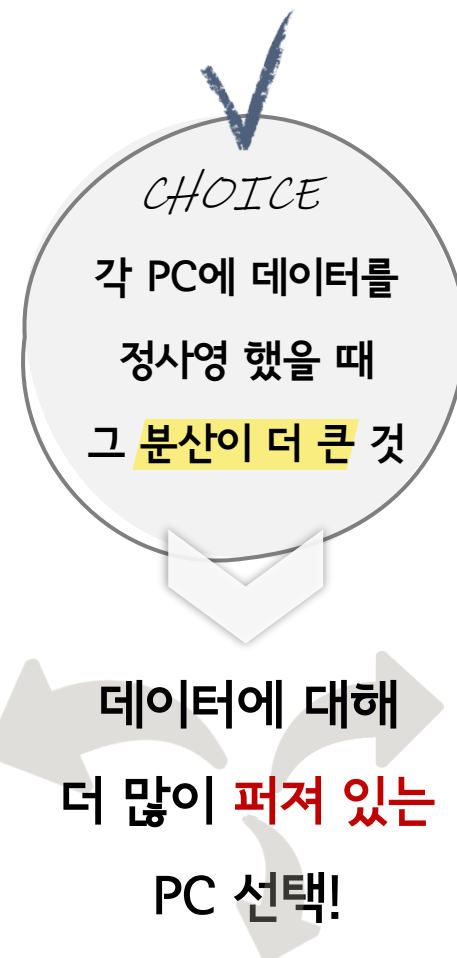 CHOICE
각 PC에 데이터를
정사영 했을 때
그 분산이 더 큰 것
데이터에 대해
더 많이 퍼져 있는
PC 선택!